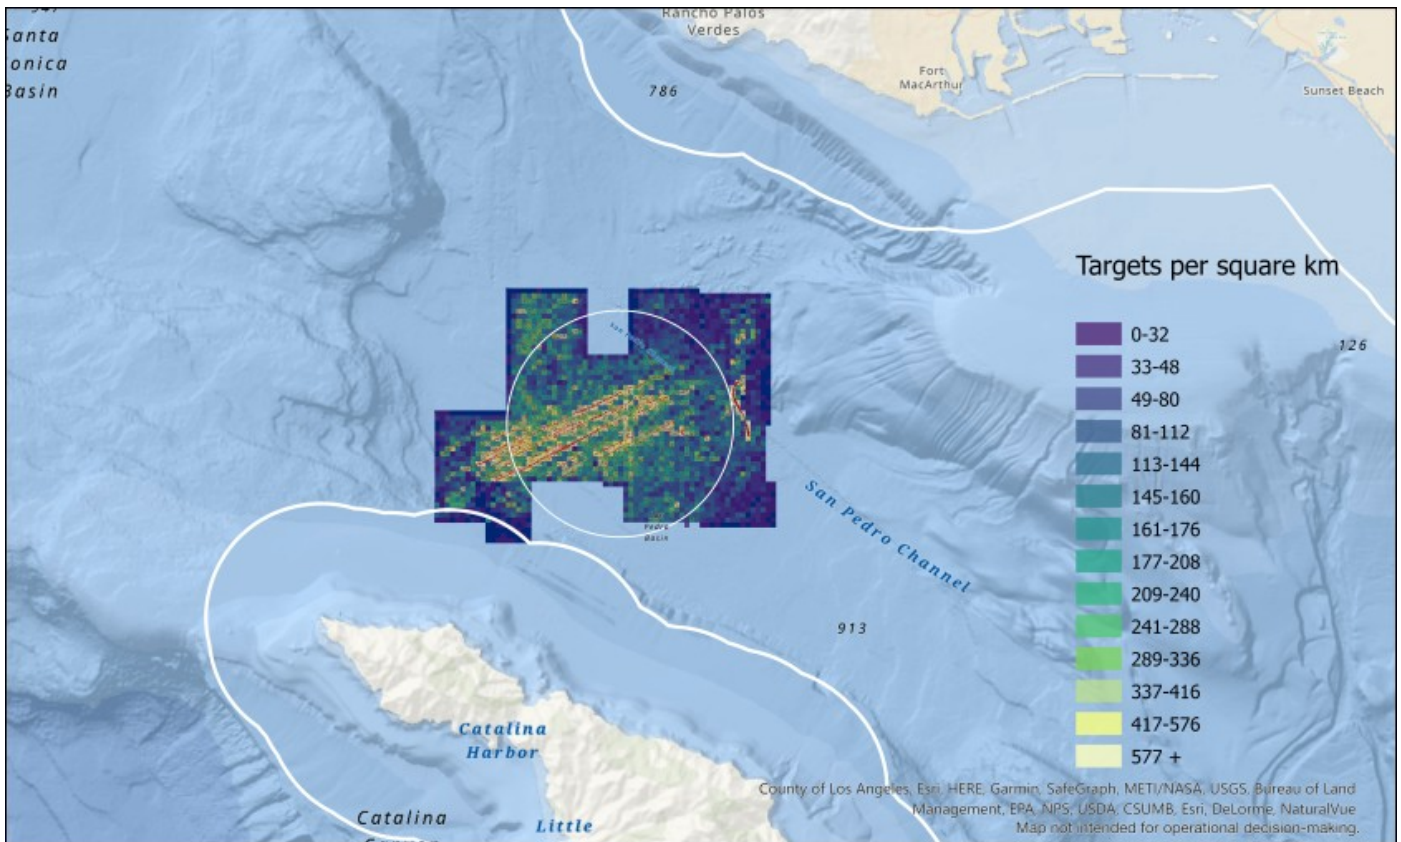 Santa
onica
Basin
Rancho Palos
Verdes
786
Fort
MacArthur
Sunset Beach
Targets per square km
0-32
33-48
49-80
81-112
113-144
145-160
161-176
177-208
209-240
241-288
289-336
337-416
417-576
577 +
126
San Pedro Channel
Pedro
Basin
913
Catalina
Harbor
Catalina
Little
County of Los Angeles, Esri, HERE, Garmin, SafeGraph, METI/NASA, USGS, Bureau of Land
Management, EPA, NPS, USDA, CSUMB, Esri, DeLorme, NaturalVue
Map not intended for operational decision-making.